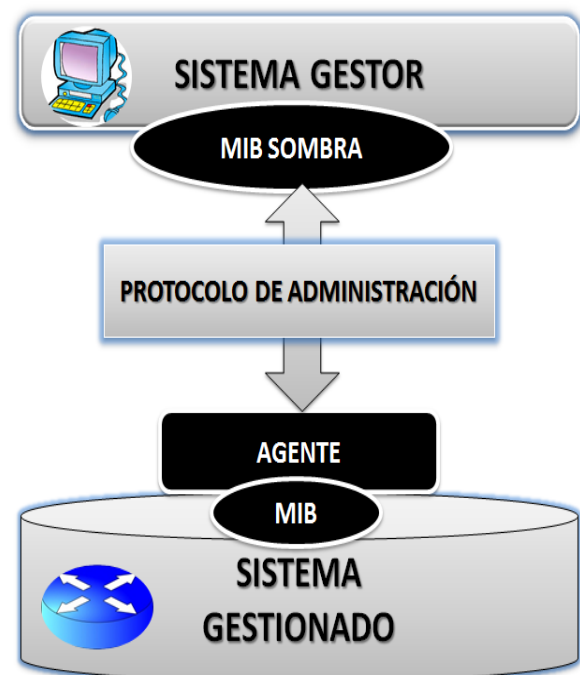 SISTEMA GESTOR
MIB SOMBRA
PROTOCOLO DE ADMINISTRACIÓN
AGENTE
MIB
SISTEMA
GESTIONADO